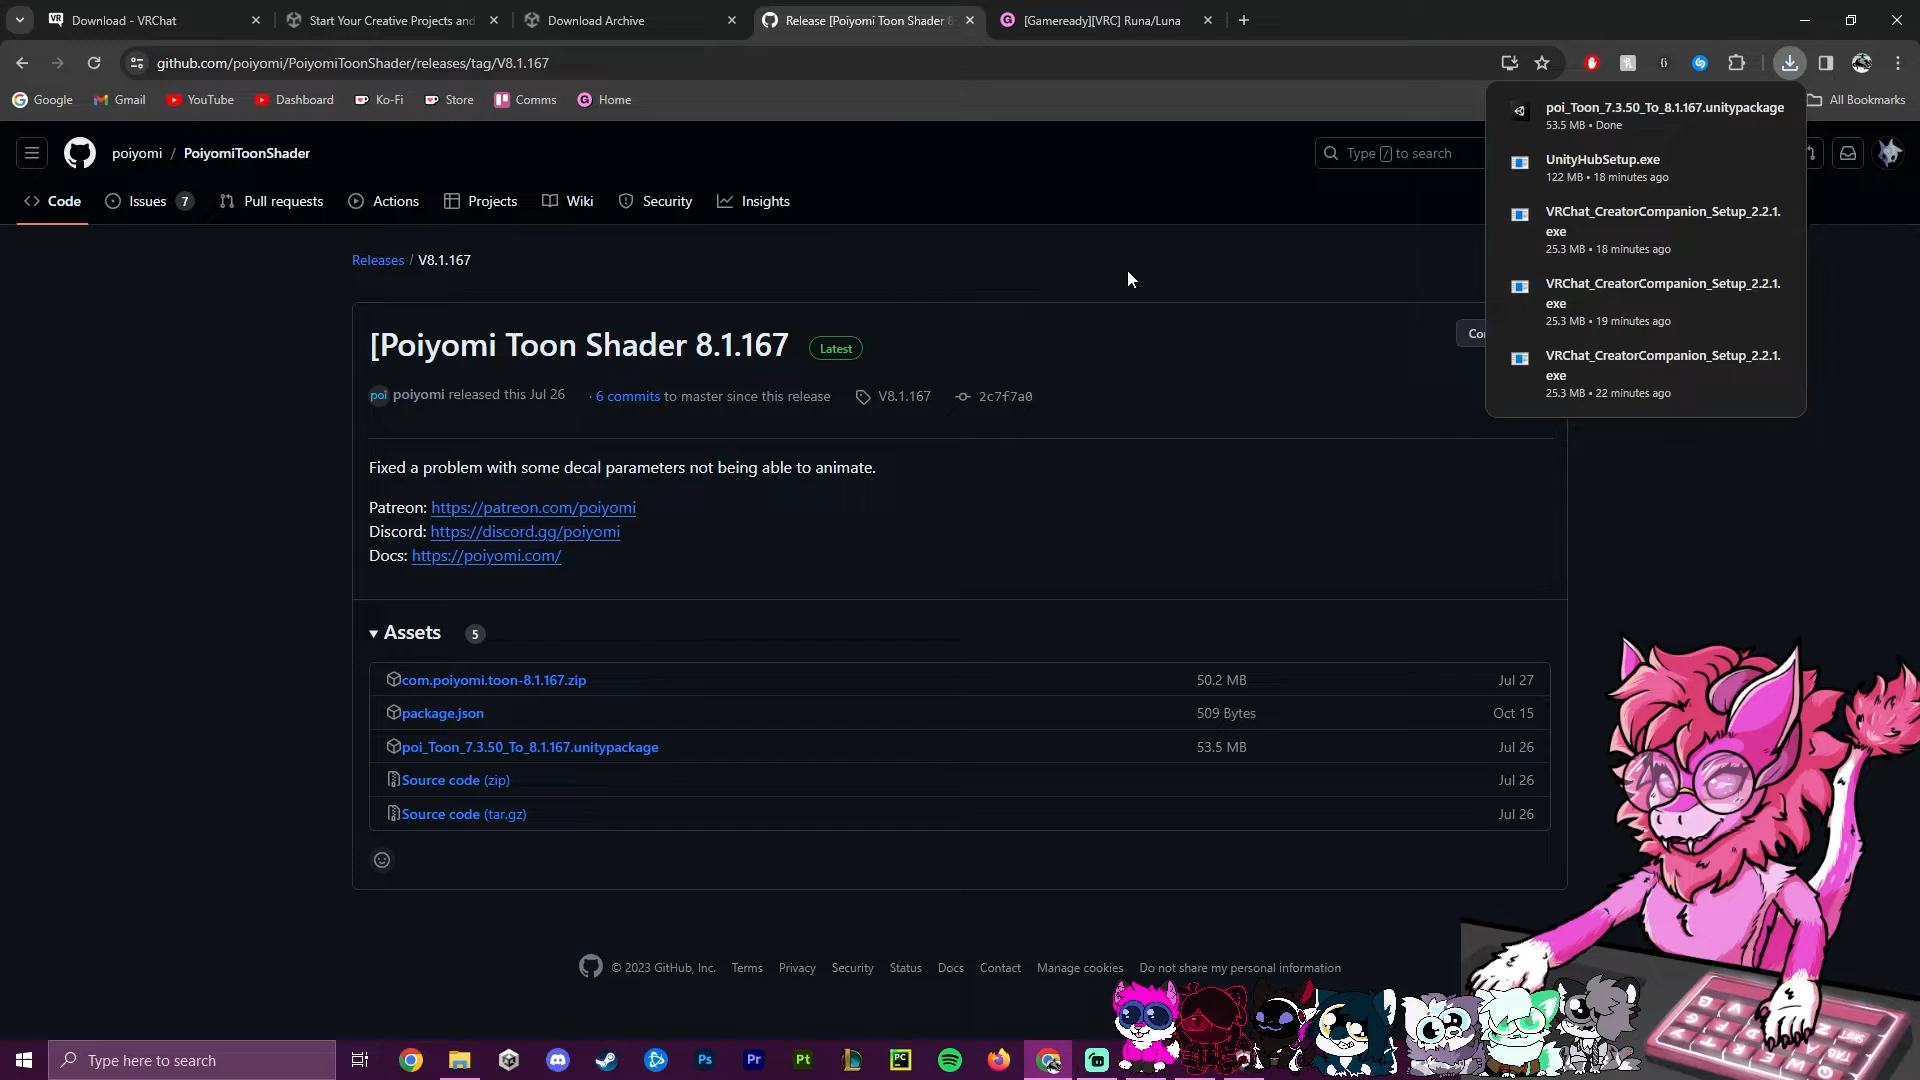 VR
Download - VRChat
Start Your Creative Projects and
Download Archive
Release [Poiyomi Toon Shader 8
[Gameready][VRC] Runa/Luna
github.com/poiyomi/PoiyomiToonShader/releases/tag/V8.1.167
Google
Gmail
YouTube
Dashboard
Ko-Fi
Store
Comms
Home
All Bookmarks
poi_Toon_7.3.50_To_8.1.167.unitypackage
53.5 MB • Done
UnityHubSetup.exe
122 MB • 18 minutes ago
VRChat_CreatorCompanion_Setup_2.2.1.
exe
25.3 MB • 18 minutes ago
VRChat_CreatorCompanion_Setup_2.2.1.
exe
25.3 MB • 19 minutes ago
VRChat_CreatorCompanion_Setup_2.2.1.
exe
25.3 MB • 22 minutes ago
poiyomi / PoiyomiToonShader
Type / to search
Code
Issues 7
Pull requests
Actions
Projects
Wiki
Security
Insights
Releases / V8.1.167
[Poiyomi Toon Shader 8.1.167 Latest
Co
poi poiyomi released this Jul 26 · 6 commits to master since this release V8.1.167 2c7f7a0
Fixed a problem with some decal parameters not being able to animate.
Patreon: https://patreon.com/poiyomi
Discord: https://discord.gg/poiyomi
Docs: https://poiyomi.com/
Assets 5
com.poiyomi.toon-8.1.167.zip 50.2 MB Jul 27
package.json 509 Bytes Oct 15
poi_Toon_7.3.50_To_8.1.167.unitypackage 53.5 MB Jul 26
Source code (zip) Jul 26
Source code (tar.gz) Jul 26
© 2023 GitHub, Inc. Terms Privacy Security Status Docs Contact Manage cookies Do not share my personal information
Type here to search
Ps
Pr
Pt
PC